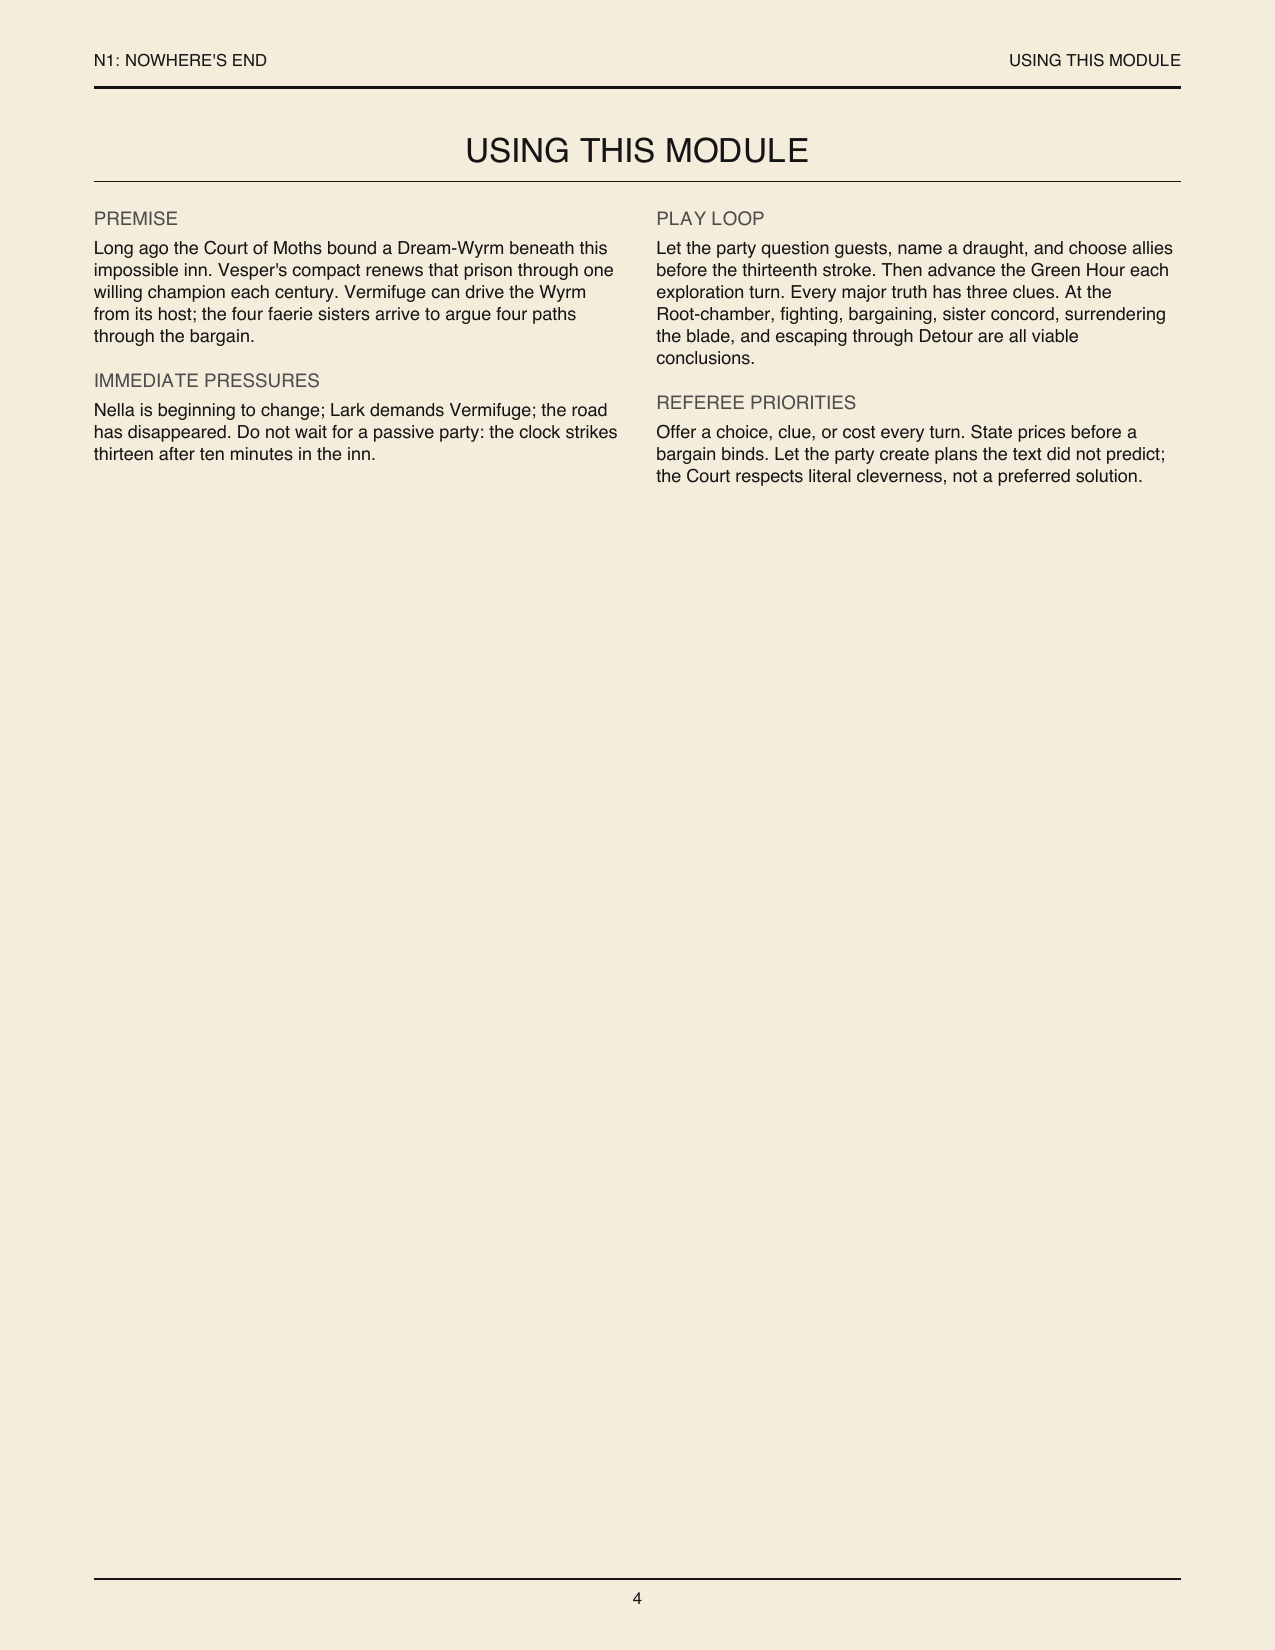 N1: NOWHERE'S END
USING THIS MODULE
USING THIS MODULE
PREMISE
Long ago the Court of Moths bound a Dream-Wyrm beneath this
impossible inn. Vesper's compact renews that prison through one
willing champion each century. Vermifuge can drive the Wyrm
from its host; the four faerie sisters arrive to argue four paths
through the bargain.
IMMEDIATE PRESSURES
Nella is beginning to change; Lark demands Vermifuge; the road
has disappeared. Do not wait for a passive party: the clock strikes
thirteen after ten minutes in the inn.
PLAY LOOP
Let the party question guests, name a draught, and choose allies
before the thirteenth stroke. Then advance the Green Hour each
exploration turn. Every major truth has three clues. At the
Root-chamber, fighting, bargaining, sister concord, surrendering
the blade, and escaping through Detour are all viable
conclusions.
REFEREE PRIORITIES
Offer a choice, clue, or cost every turn. State prices before a
bargain binds. Let the party create plans the text did not predict;
the Court respects literal cleverness, not a preferred solution.
4